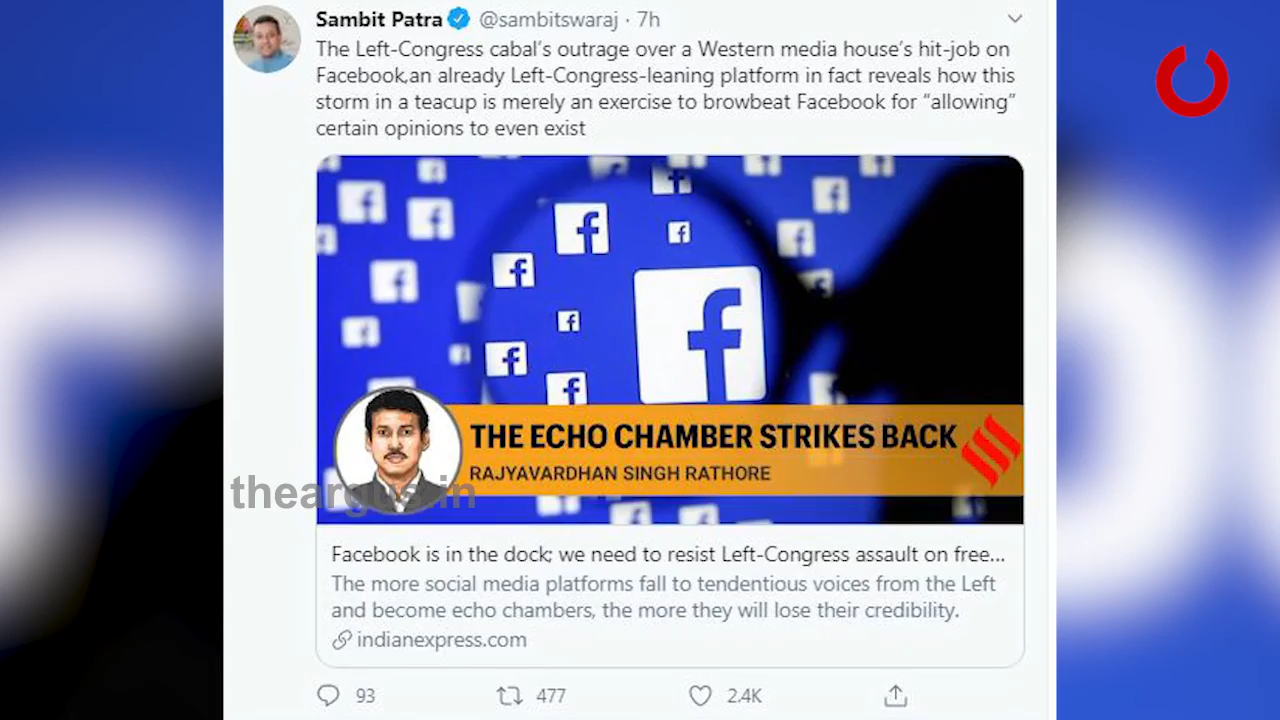 Sambit Patra @sambitswaraj · 7h
The Left-Congress cabal's outrage over a Western media house's hit-job on
Facebook,an already Left-Congress-leaning platform in fact reveals how this
storm in a teacup is merely an exercise to browbeat Facebook for “allowing”
certain opinions to even exist
THE ECHO CHAMBER STRIKES BACK
RAJYAVARDHAN SINGH RATHORE
theargus.in
Facebook is in the dock; we need to resist Left-Congress assault on free...
The more social media platforms fall to tendentious voices from the Left
and become echo chambers, the more they will lose their credibility.
indianexpress.com
93 477 2.4K